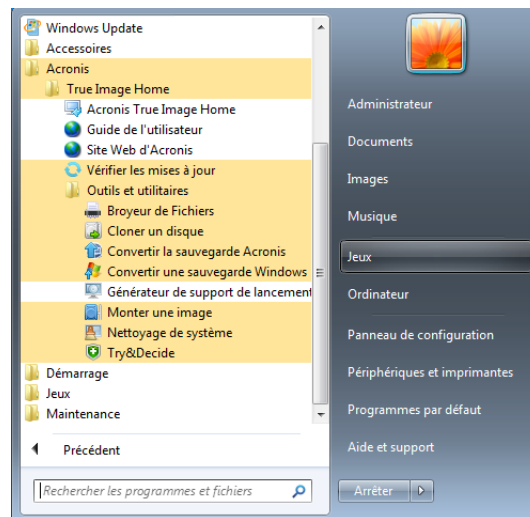 Windows Update
Accessoires
Acronis
True Image Home
Acronis True Image Home
Guide de l'utilisateur
Site Web d'Acronis
Vérifier les mises à jour
Outils et utilitaires
Broyeur de Fichiers
Cloner un disque
Convertir la sauvegarde Acronis
Convertir une sauvegarde Windows
Générateur de support de lancement
Monter une image
Nettoyage de système
Try&Decide
Démarrage
Jeux
Maintenance
Précédent
Rechercher les programmes et fichiers
Administrateur
Documents
Images
Musique
Jeux
Ordinateur
Panneau de configuration
Périphériques et imprimantes
Programmes par défaut
Aide et support
Arrêter